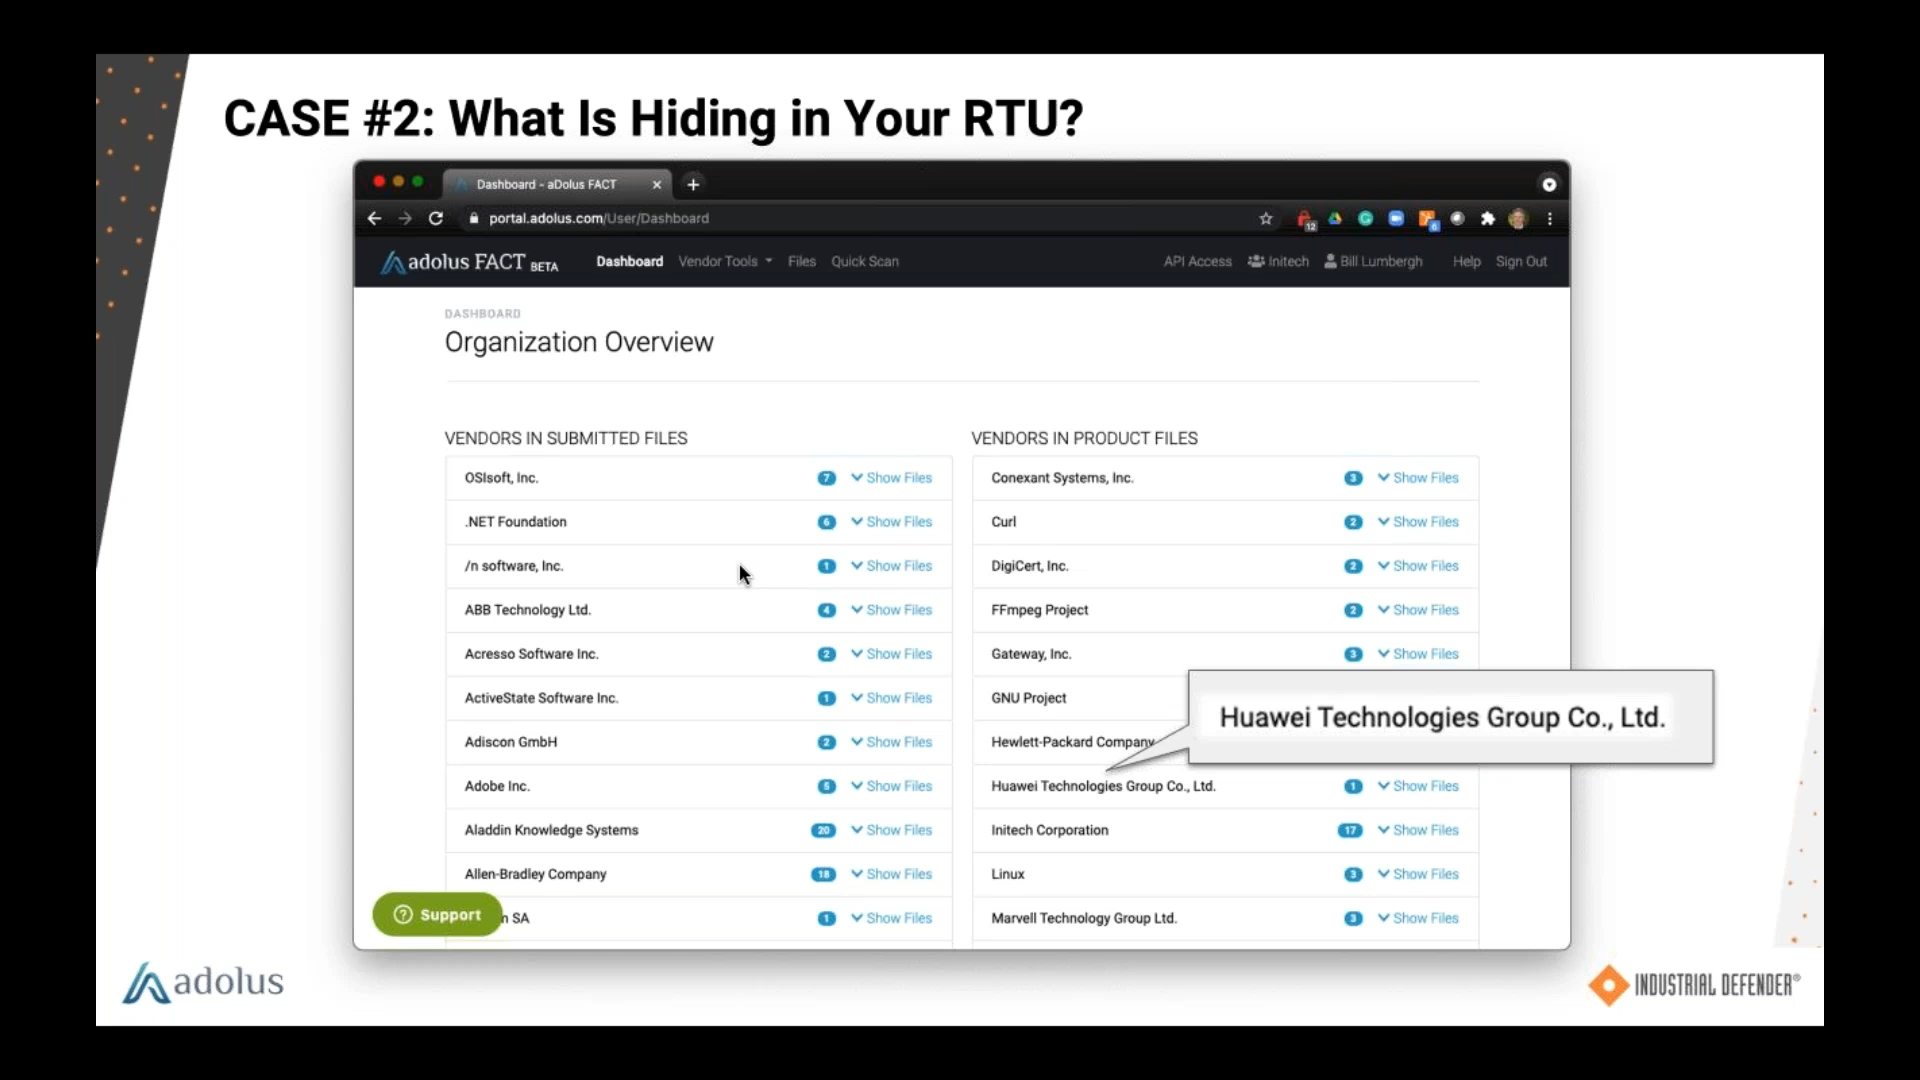 CASE #2: What Is Hiding in Your RTU?
Dashboard - aDolus FACT
portal.adolus.com/User/Dashboard
12
6
adolus FACT BETA Dashboard Vendor Tools Files Quick Scan API Access Initech Bill Lumbergh Help Sign Out
DASHBOARD
Organization Overview
VENDORS IN SUBMITTED FILES
OSIsoft, Inc. 7 Show Files
.NET Foundation 6 Show Files
/n software, Inc. 1 Show Files
ABB Technology Ltd. 4 Show Files
Acresso Software Inc. 2 Show Files
ActiveState Software Inc. 1 Show Files
Adiscon GmbH 2 Show Files
Adobe Inc. 5 Show Files
Aladdin Knowledge Systems 20 Show Files
Allen-Bradley Company 18 Show Files
SA 1 Show Files
VENDORS IN PRODUCT FILES
Conexant Systems, Inc. 3 Show Files
Curl 2 Show Files
DigiCert, Inc. 2 Show Files
FFmpeg Project 2 Show Files
Gateway, Inc. 3 Show Files
GNU Project
Hewlett-Packard Company
Huawei Technologies Group Co., Ltd. 1 Show Files
Initech Corporation 17 Show Files
Linux 3 Show Files
Marvell Technology Group Ltd. 3 Show Files
Huawei Technologies Group Co., Ltd.
Support
adolus
INDUSTRIAL DEFENDER®